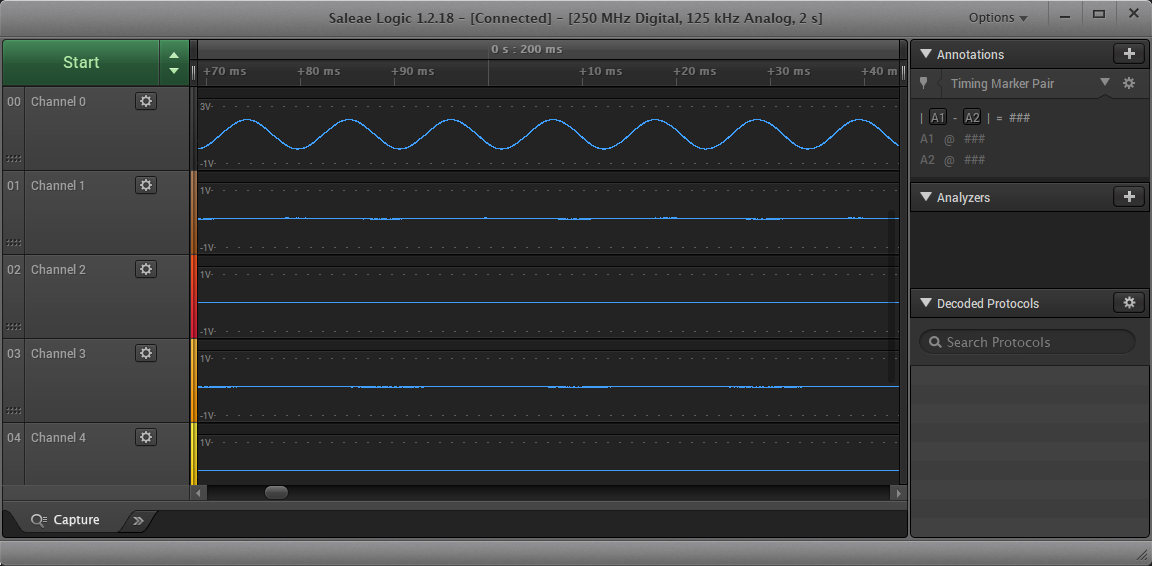 Saleae Logic 1.2.18 - [Connected] - [250 MHz Digital, 125 kHz Analog, 2 s]
Options
Start
0 s : 200 ms
+70 ms +80 ms +90 ms +10 ms +20 ms +30 ms +40 m
00 Channel 0
3V
-1V
01 Channel 1
1V
-1V
02 Channel 2
1V
-1V
03 Channel 3
1V
-1V
04 Channel 4
1V
Capture
Annotations
Timing Marker Pair
| A1 - A2 | = ###
A1 @ ###
A2 @ ###
Analyzers
Decoded Protocols
Search Protocols